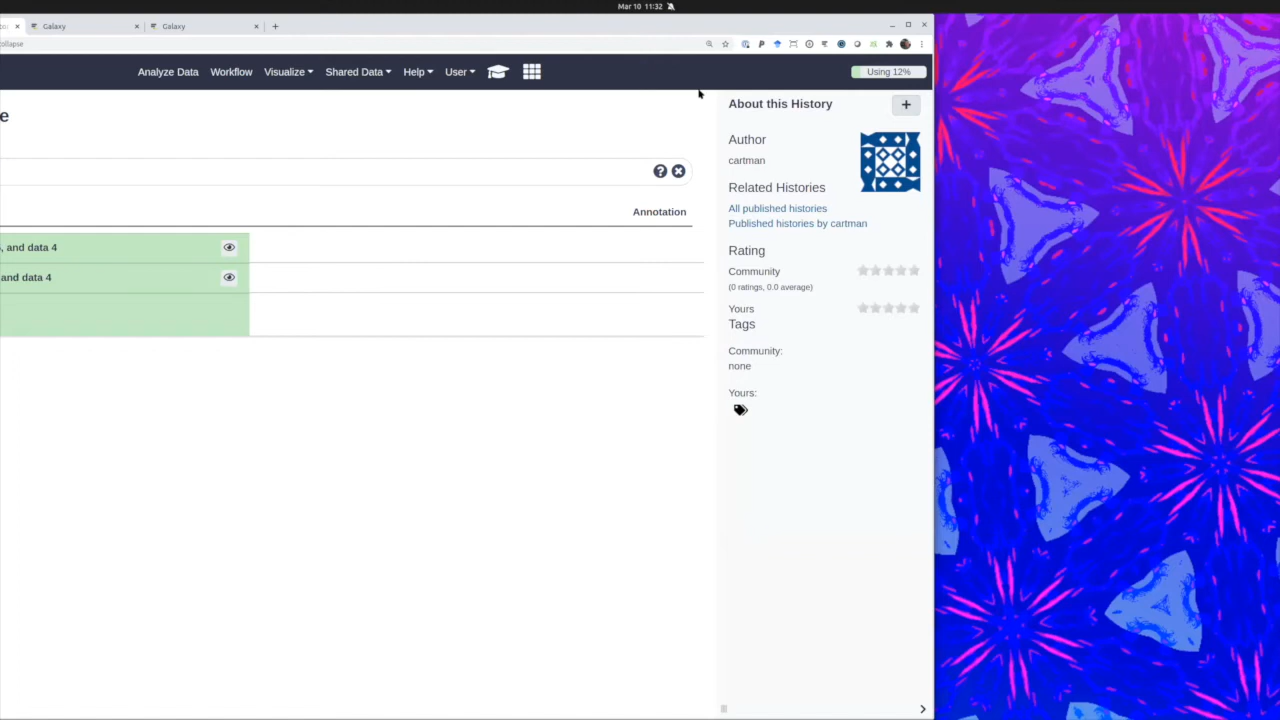 Mar 10 11:32
Galaxy
Galaxy
ollapse
Analyze Data Workflow Visualize Shared Data Help User Using 12%
e
About this History
Author
cartman
Related Histories
All published histories
Published histories by cartman
Annotation
, and data 4
and data 4
Rating
Community
(0 ratings, 0.0 average)
Yours
Tags
Community:
none
Yours: